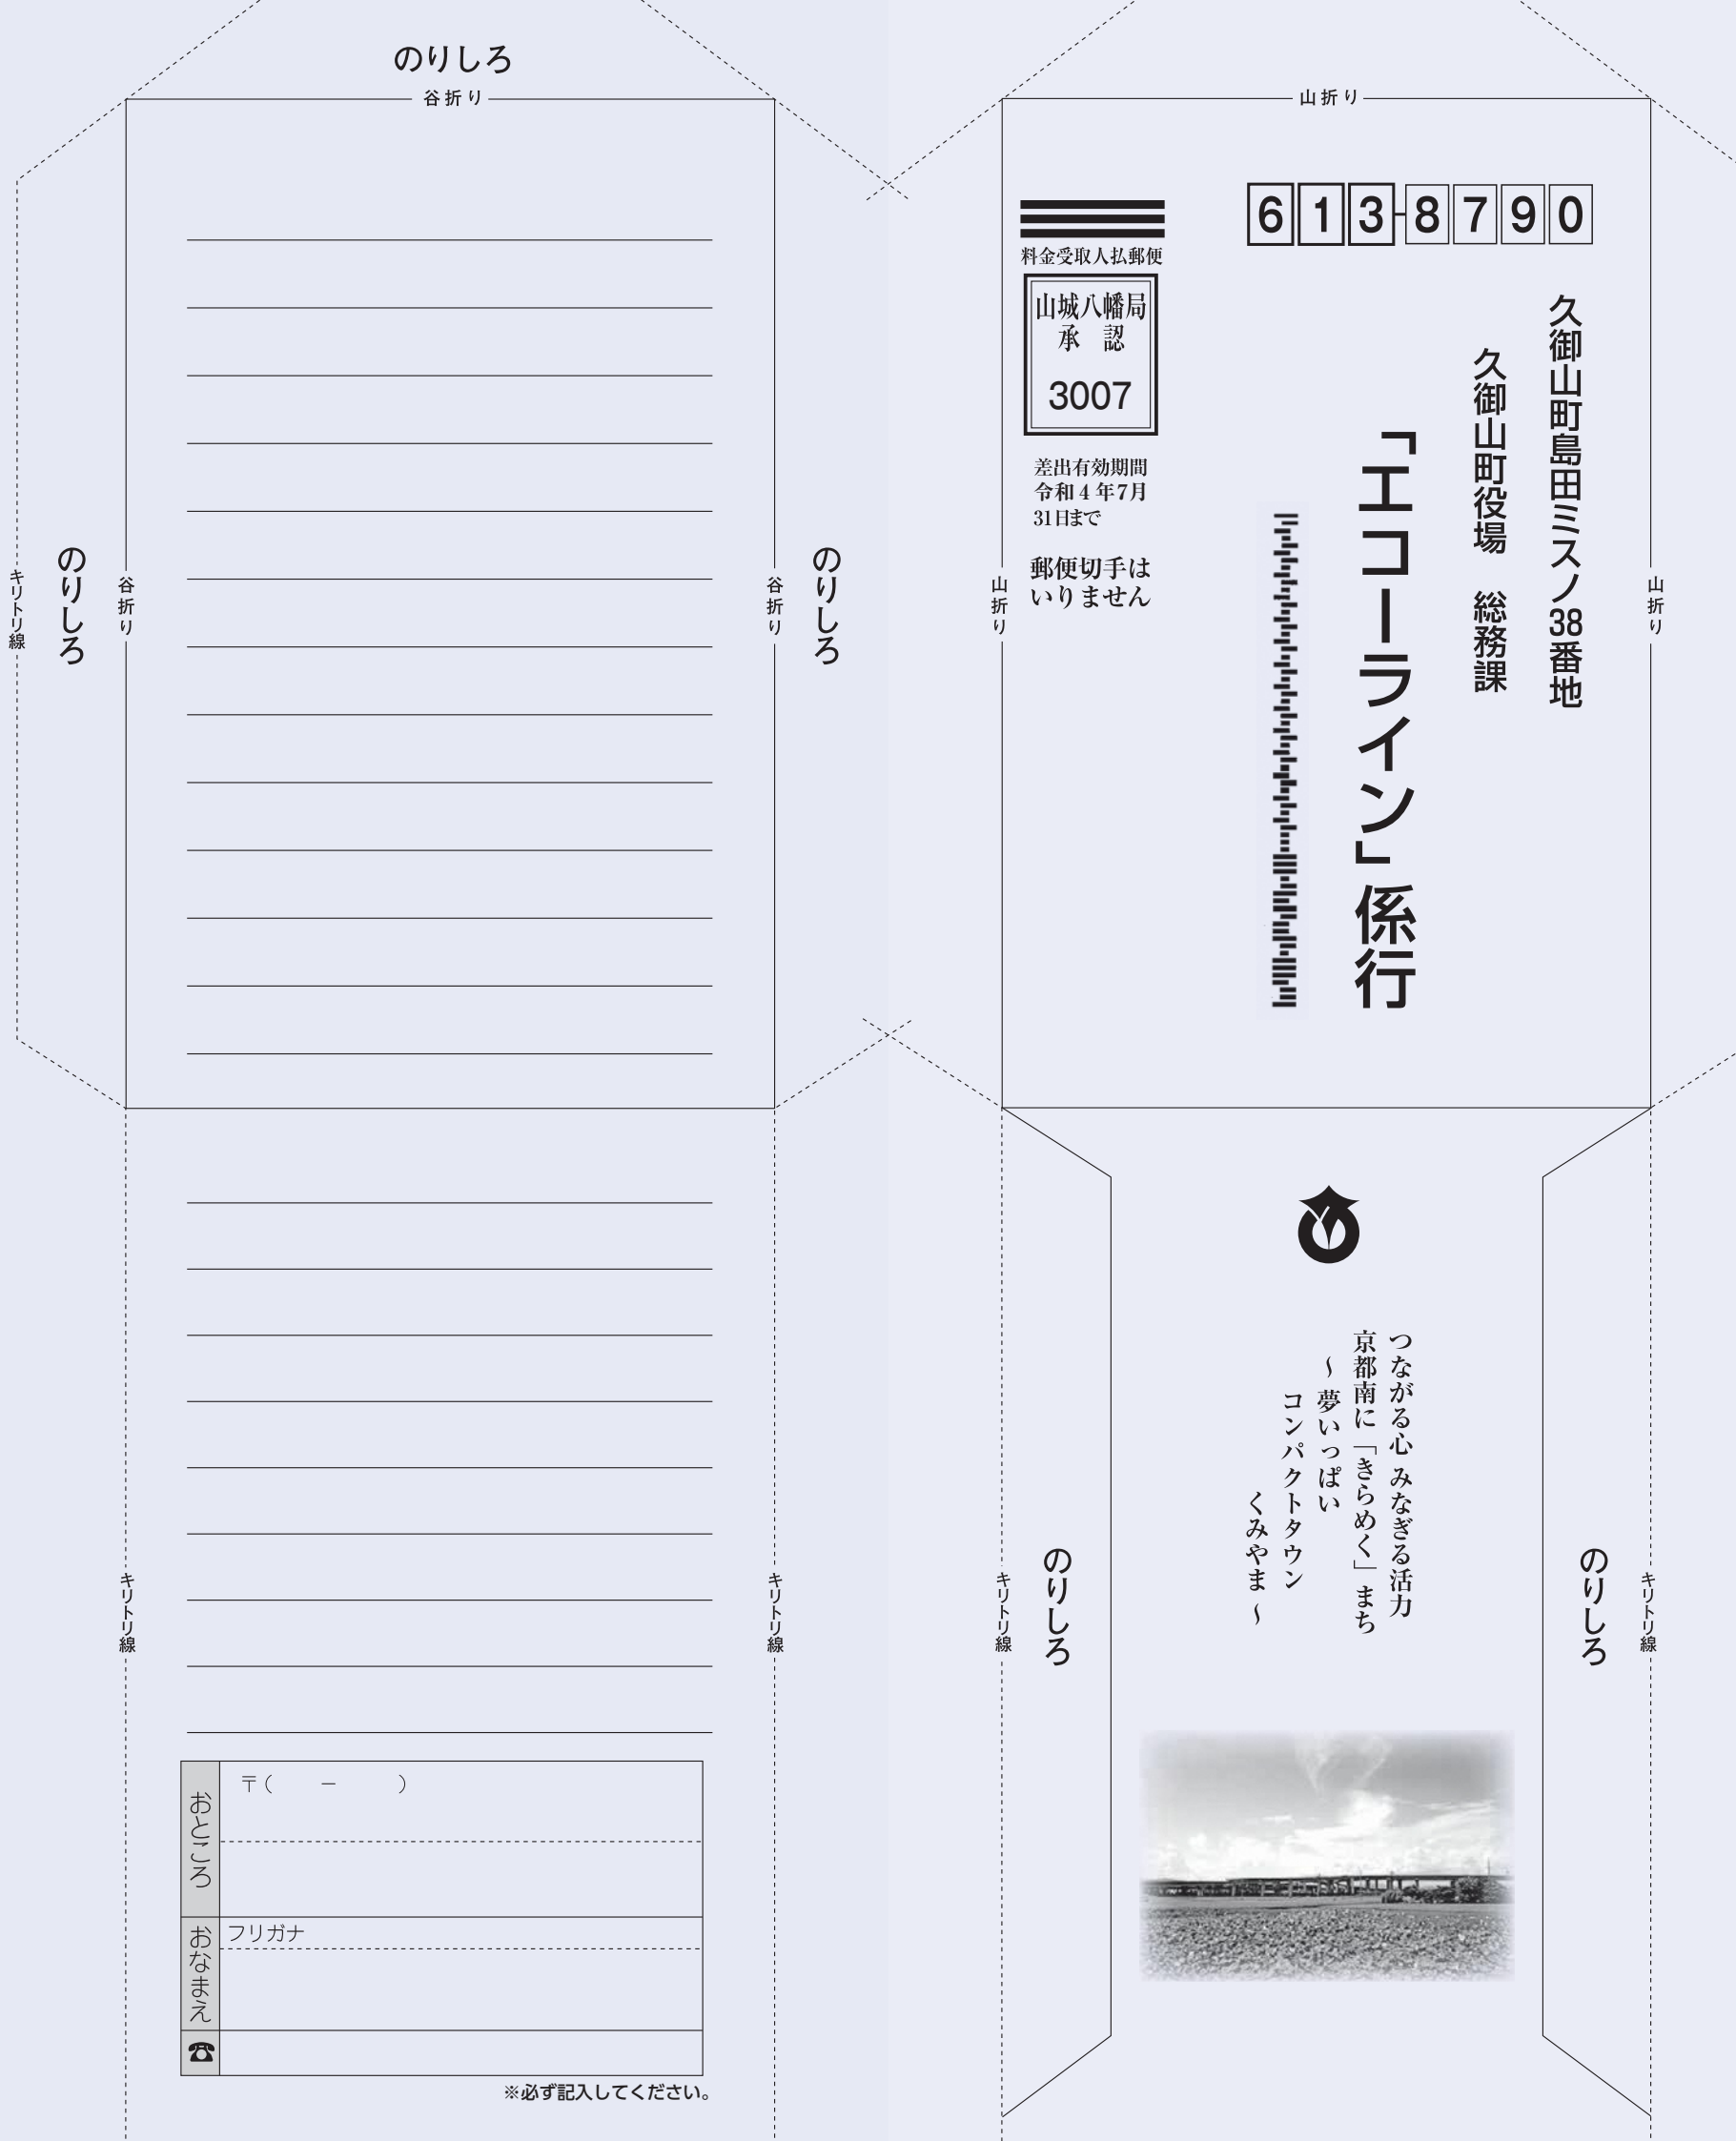 のりしろ
谷折り
のりしろ
谷折り
キリトリ線
谷折り
のりしろ
キリトリ線
キリトリ線
おところ
〒(　－　)
おなまえ
フリガナ
※必ず記入してください。
山折り
613-8790
料金受取人払郵便
山城八幡局
承　認
3007
差出有効期間
令和4年7月
31日まで
郵便切手は
いりません
久御山町島田ミスノ38番地
久御山町役場　総務課
「エコーライン」係行
山折り
山折り
つながる心 みなぎる活力
京都南に「きらめく」まち
～夢いっぱい
コンパクトタウン
くみやま～
のりしろ
キリトリ線
のりしろ
キリトリ線